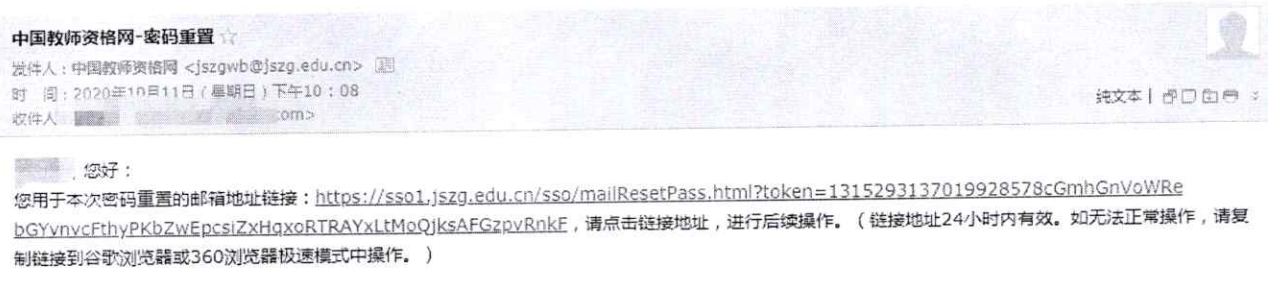 中国教师资格网-密码重置 ☆
发件人：中国教师资格网 <jszgwb@jszg.edu.cn>
时 间：2020年10月11日（星期日）下午10：08
纯文本 |
收件人 com>
，您好：
您用于本次密码重置的邮箱地址链接：https://sso1.jszg.edu.cn/sso/mailResetPass.html?token=1315293137019928578cGmhGnVoWRe
bGYvnvcFthyPKbZwEpcsiZxHqxoRTRAYxLtMoQjksAFGzpvRnkF，请点击链接地址，进行后续操作。（链接地址24小时内有效。如无法正常操作，请复
制链接到谷歌浏览器或360浏览器极速模式中操作。）